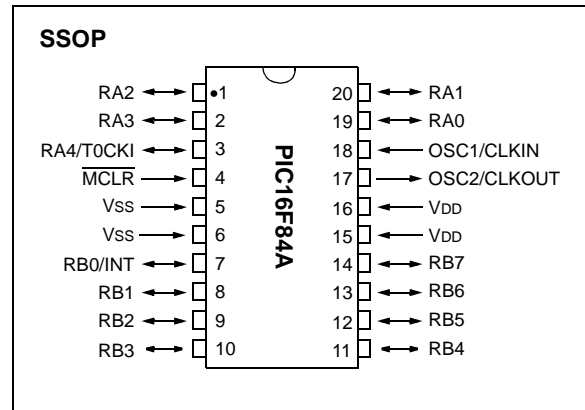 SSOP
RA2 •1 20 RA1
RA3 2 19 RA0
RA4/T0CKI 3 18 OSC1/CLKIN
MCLR 4 17 OSC2/CLKOUT
VSS 5 16 VDD
VSS 6 15 VDD
RB0/INT 7 14 RB7
RB1 8 13 RB6
RB2 9 12 RB5
RB3 10 11 RB4
PIC16F84A